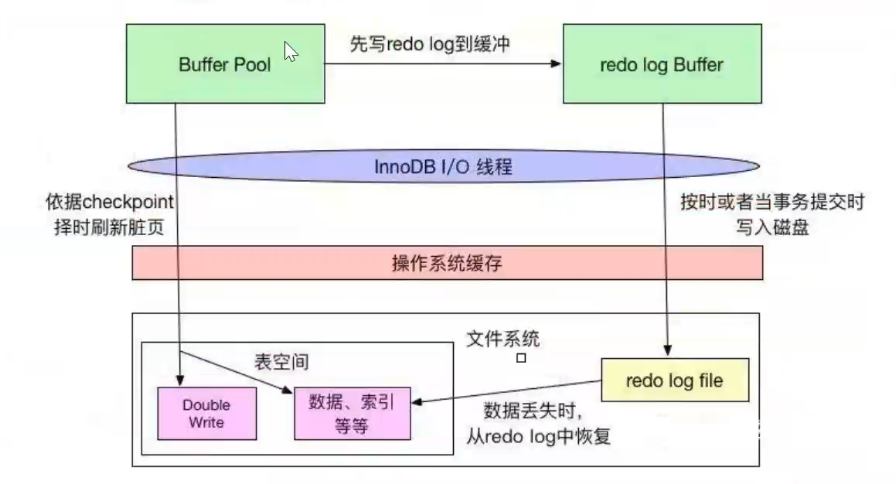 Buffer Pool
先写redo log到缓冲
redo log Buffer
InnoDB I/O 线程
依据checkpoint
择时刷新脏页
按时或者当事务提交时
写入磁盘
操作系统缓存
文件系统
表空间
Double
Write
数据、索引
等等
redo log file
数据丢失时，
从redo log中恢复